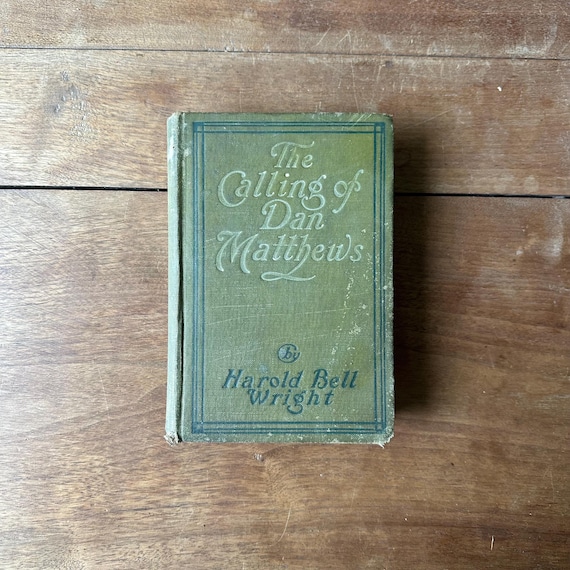 The
Calling of
Dan
Matthews
by
Harold Bell
Wright